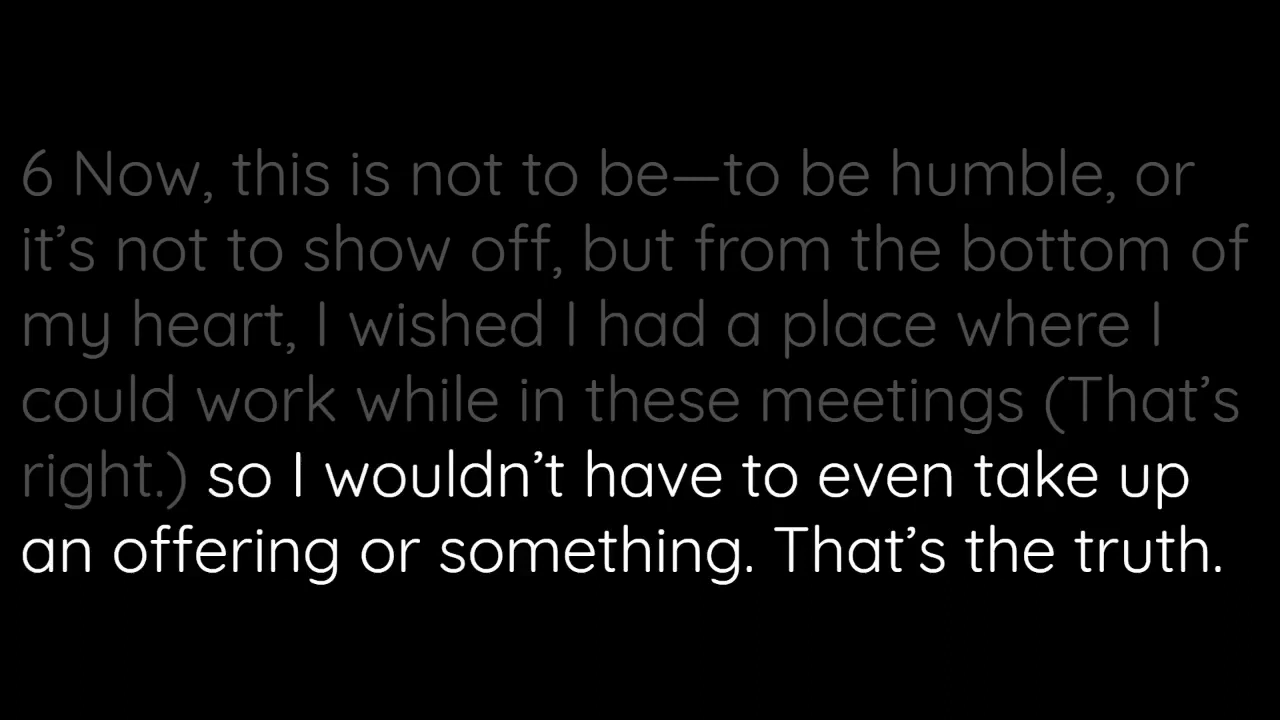 6 Now, this is not to be—to be humble, or
it’s not to show off, but from the bottom of
my heart, I wished I had a place where I
could work while in these meetings (That’s
right.) so I wouldn’t have to even take up
an offering or something. That’s the truth.